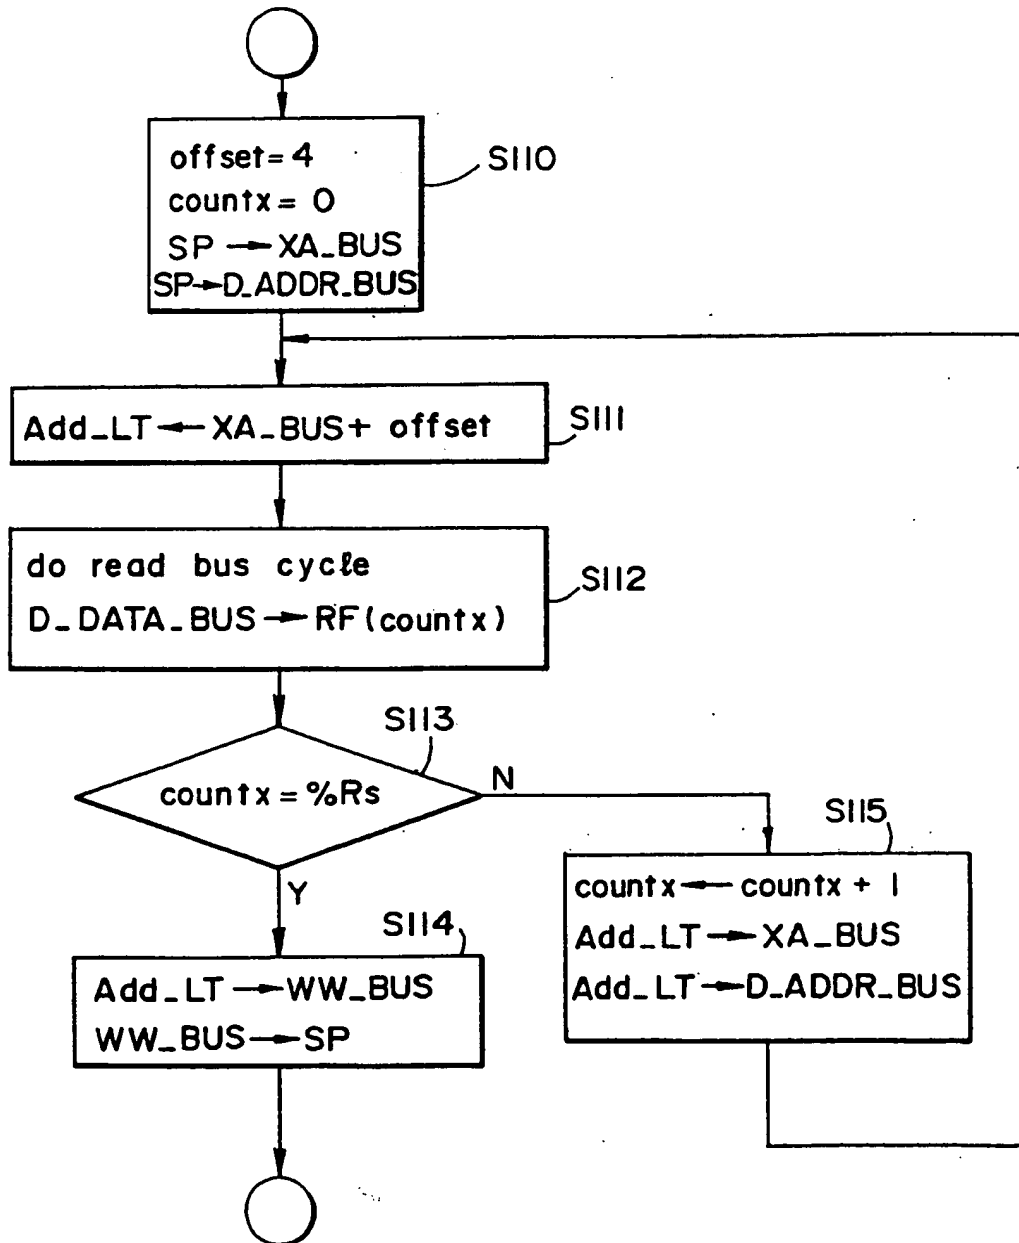 offset= 4
countx = 0
SP → XA_BUS
SP→D_ADDR_BUS
S110
Add_LT ← XA_BUS+ offset
S111
do read bus cycle
D_DATA_BUS → RF(countx)
S112
S113
countx = %Rs
N
Y
S115
countx ← countx + 1
Add_LT → XA_BUS
Add_LT → D_ADDR_BUS
S114
Add_LT → WW_BUS
WW_BUS → SP